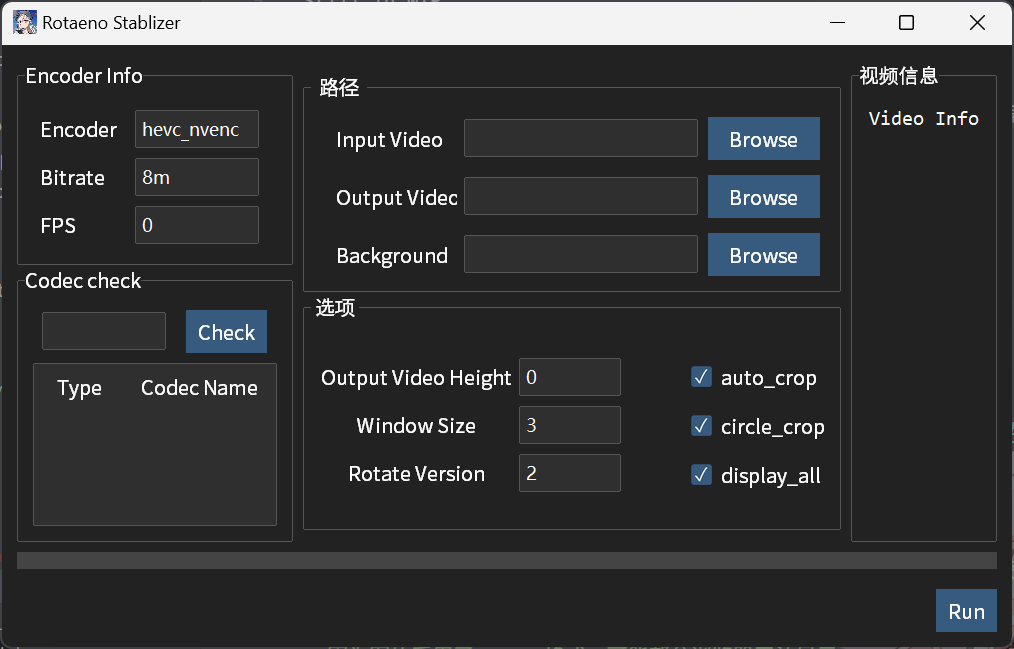 Rotaeno Stablizer
Encoder Info
Encoder hevc_nvenc
Bitrate 8m
FPS 0
Codec check
Check
Type Codec Name
路径
Input Video Browse
Output Video Browse
Background Browse
选项
Output Video Height 0
Window Size 3
Rotate Version 2
auto_crop
circle_crop
display_all
视频信息
Video Info
Run